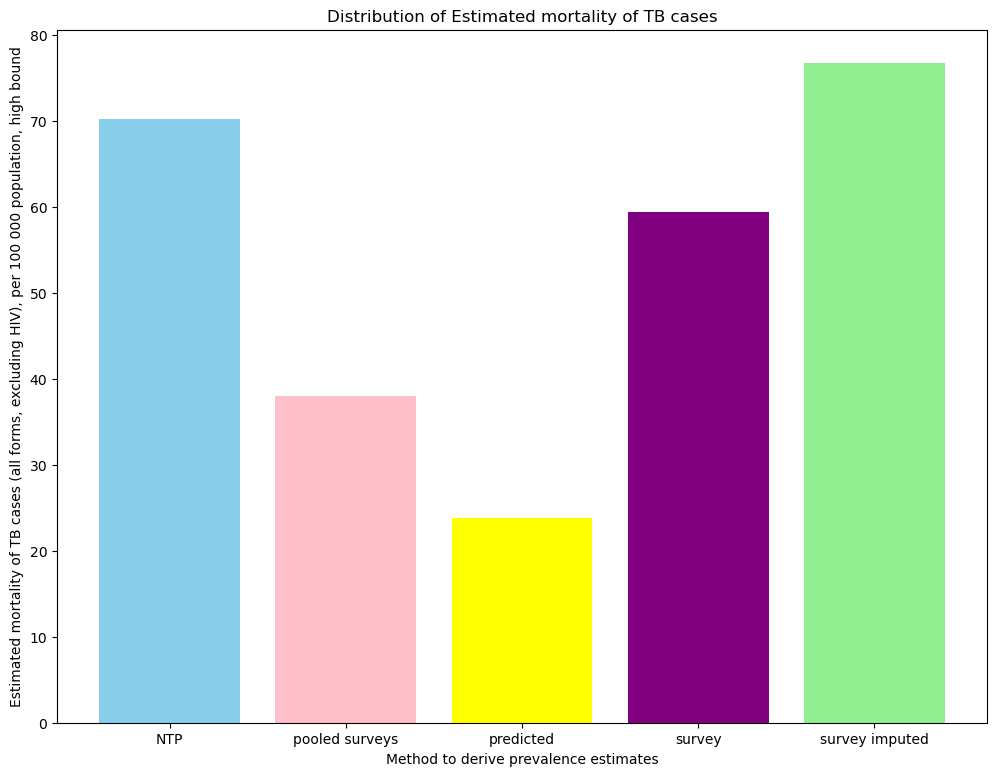 Distribution of Estimated mortality of TB cases
Estimated mortality of TB cases (all forms, excluding HIV), per 100 000 population, high bound
80
70
60
50
40
30
20
10
0
NTP
pooled surveys
predicted
survey
survey imputed
Method to derive prevalence estimates